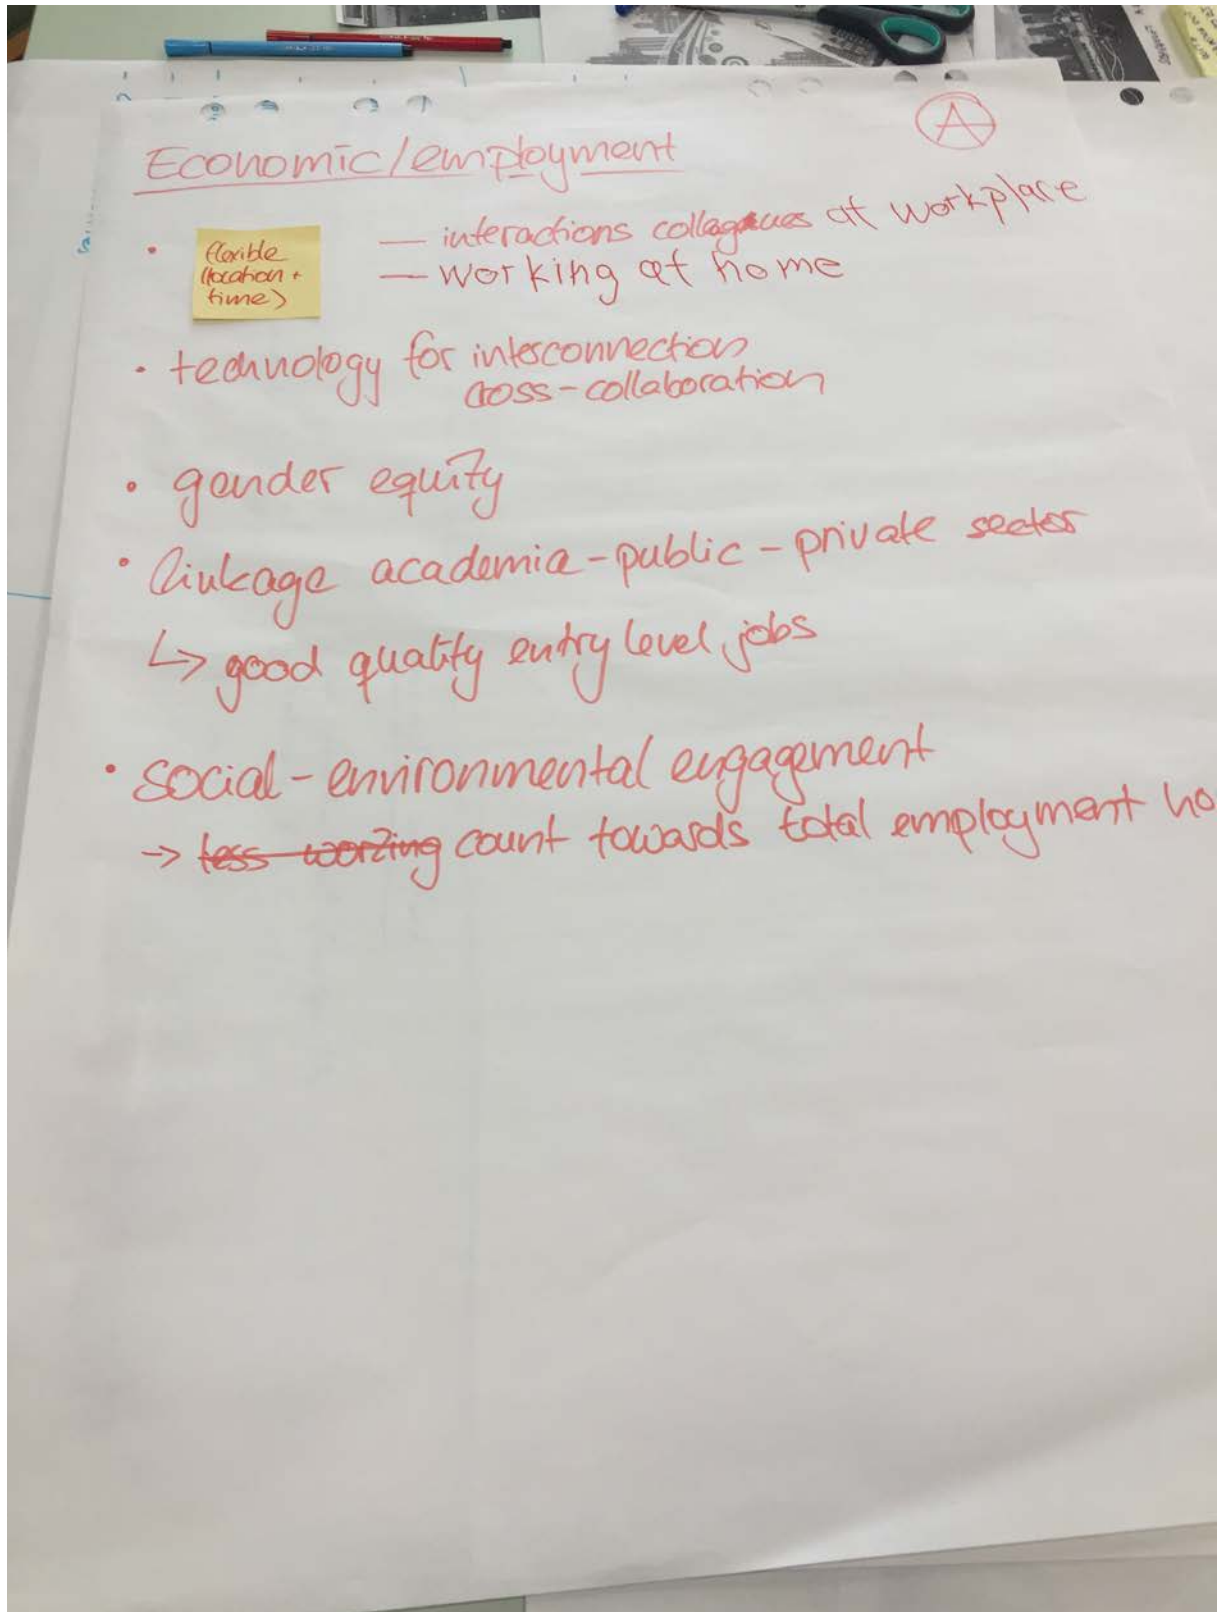 A
Economic/employment
• flexible
(location +
time)
— interactions collagues at workplace
— working at home
• technology for interconnection
cross-collaboration
• gender equity
• linkage academia-public-private sector
↳ good quality entry level jobs
• social-environmental engagement
→ less working count towards total employment ho